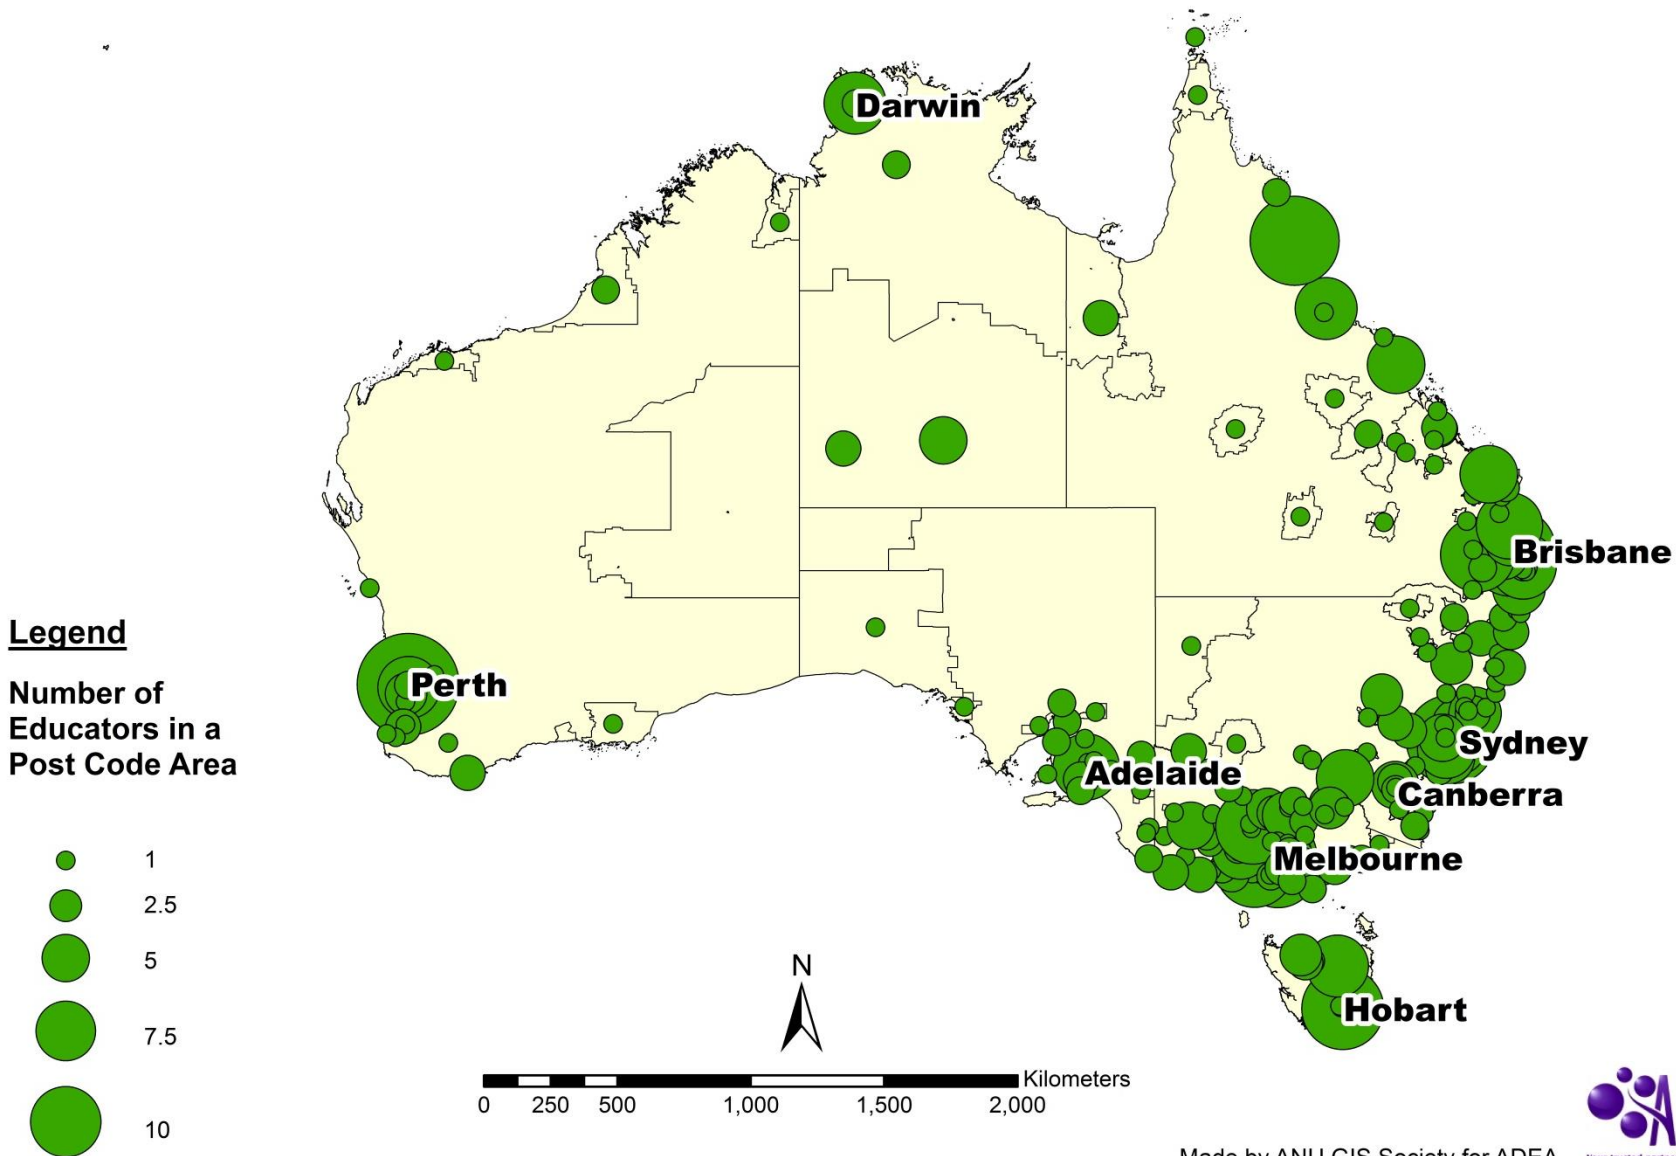 Darwin
Brisbane
Legend
Perth
Number of
Educators in a
Post Code Area
Sydney
Adelaide
Canberra
Melbourne
1
2.5
5
7.5
10
N
Hobart
Kilometers
0 250 500 1,000 1,500 2,000
Made by ANU GIS Society for ADEA